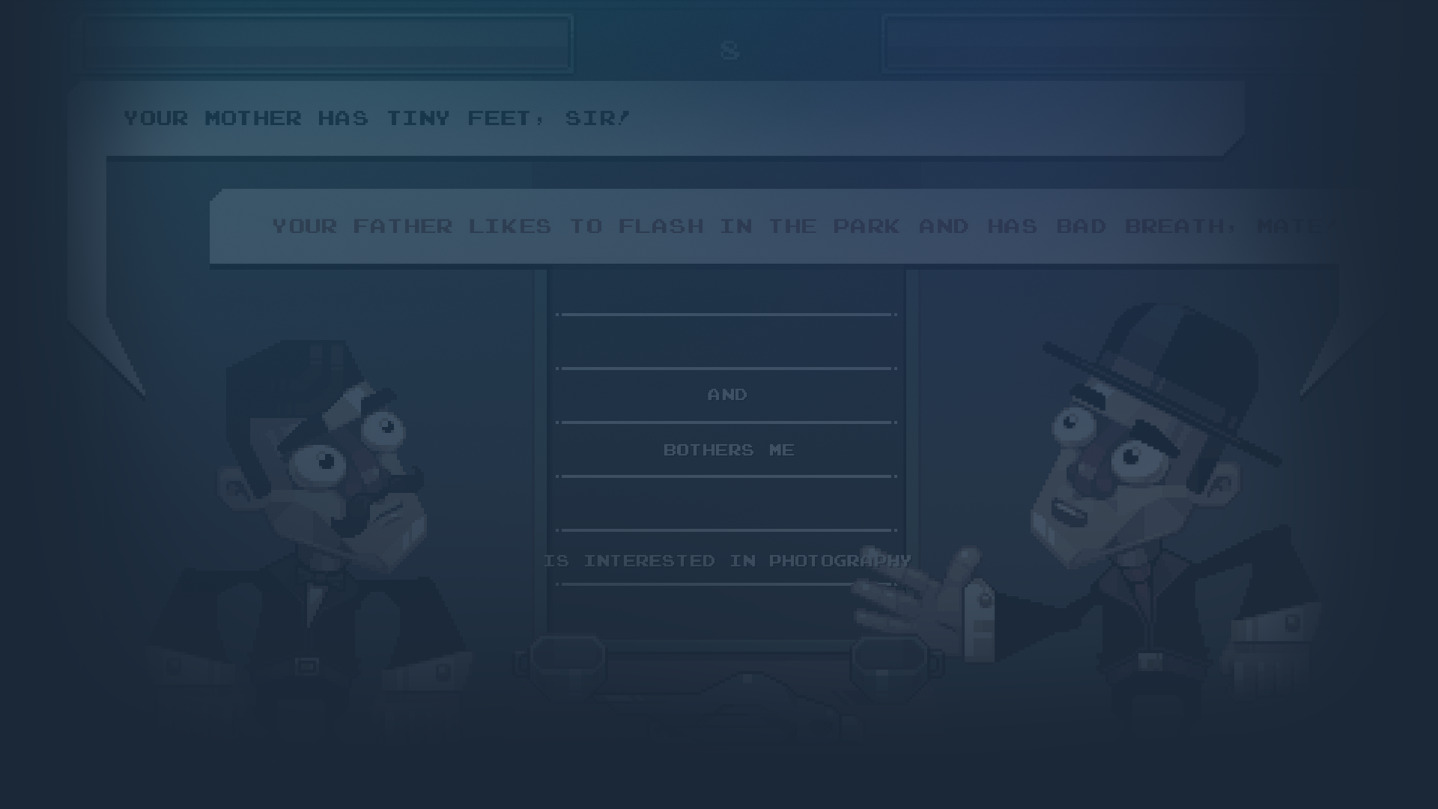 8
YOUR MOTHER HAS TINY FEET, SIR!
YOUR FATHER LIKES TO FLASH IN THE PARK AND HAS BAD BREATH, MATE
AND
BOTHERS ME
IS INTERESTED IN PHOTOGRAPHY